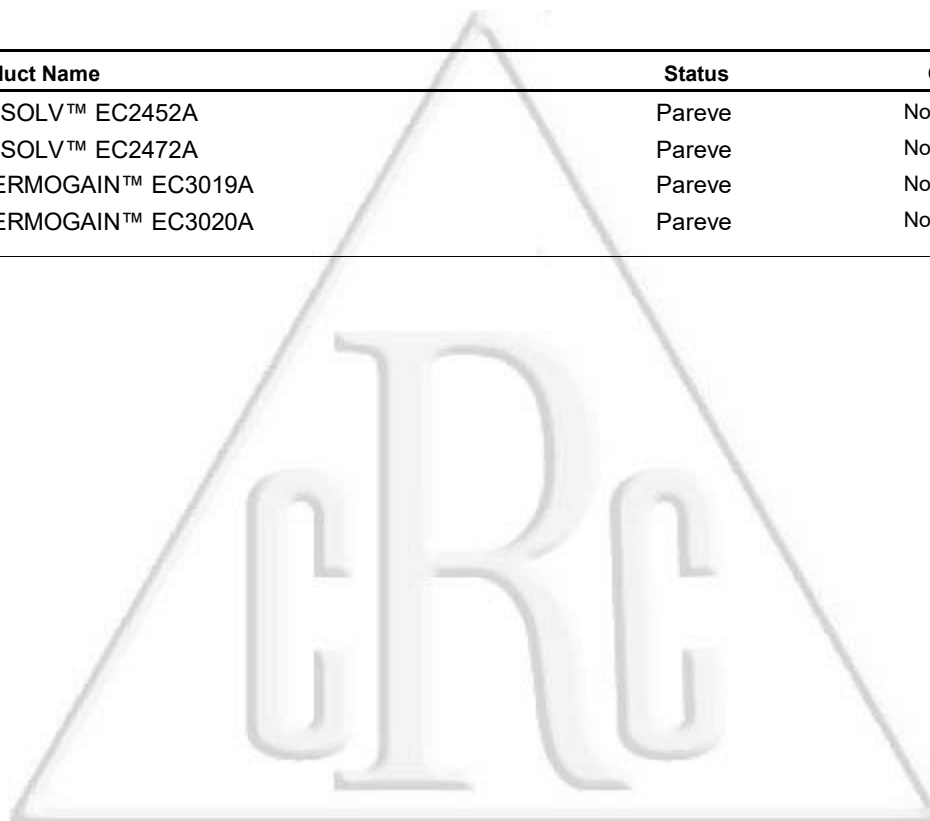 duct Name Status
SOLV™ EC2452A Pareve No
SOLV™ EC2472A Pareve No
ERMOGAIN™ EC3019A Pareve No
ERMOGAIN™ EC3020A Pareve No
cRc